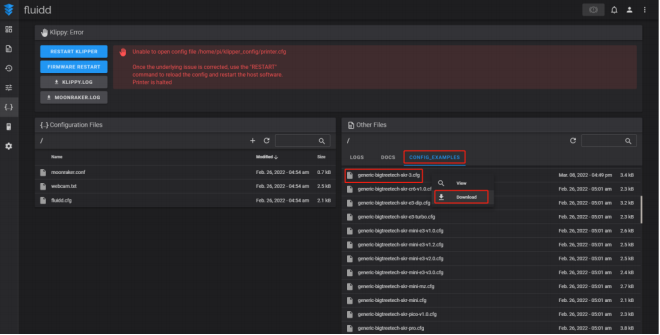 fluidd
Klippy: Error
RESTART KLIPPER
FIRMWARE RESTART
KLIPPY.LOG
MOONRAKER.LOG
Unable to open config file /home/pi/klipper_config/printer.cfg
Once the underlying issue is corrected, use the "RESTART"
command to reload the config and restart the host software.
Printer is halted
{..} Configuration Files
/
Name Modified Size
moonraker.conf Feb. 26, 2022 - 04:54 am 0.7 kB
webcam.txt Feb. 26, 2022 - 04:54 am 2.5 kB
fluidd.cfg Feb. 26, 2022 - 04:54 am 2.1 kB
Other Files
/
LOGS DOCS CONFIG_EXAMPLES
generic-bigtreetech-skr-3.cfg Mar. 08, 2022 - 04:49 pm 3.4 kB
View
Download
generic-bigtreetech-skr-cr6-v1.0.cf Feb. 26, 2022 - 05:01 am 2.3 kB
generic-bigtreetech-skr-e3-dip.cfg Feb. 26, 2022 - 05:01 am 3.2 kB
generic-bigtreetech-skr-e3-turbo.cfg Feb. 26, 2022 - 05:01 am 2.3 kB
generic-bigtreetech-skr-mini-e3-v1.0.cfg Feb. 26, 2022 - 05:01 am 2.6 kB
generic-bigtreetech-skr-mini-e3-v1.2.cfg Feb. 26, 2022 - 05:01 am 2.5 kB
generic-bigtreetech-skr-mini-e3-v2.0.cfg Feb. 26, 2022 - 05:01 am 2.5 kB
generic-bigtreetech-skr-mini-e3-v3.0.cfg Feb. 26, 2022 - 05:01 am 2.4 kB
generic-bigtreetech-skr-mini-mz.cfg Feb. 26, 2022 - 05:01 am 2.7 kB
generic-bigtreetech-skr-mini.cfg Feb. 26, 2022 - 05:01 am 2.1 kB
generic-bigtreetech-skr-pico-v1.0.cfg Feb. 26, 2022 - 05:01 am 2.3 kB
generic-bigtreetech-skr-pro.cfg Feb. 26, 2022 - 05:01 am 3.8 kB